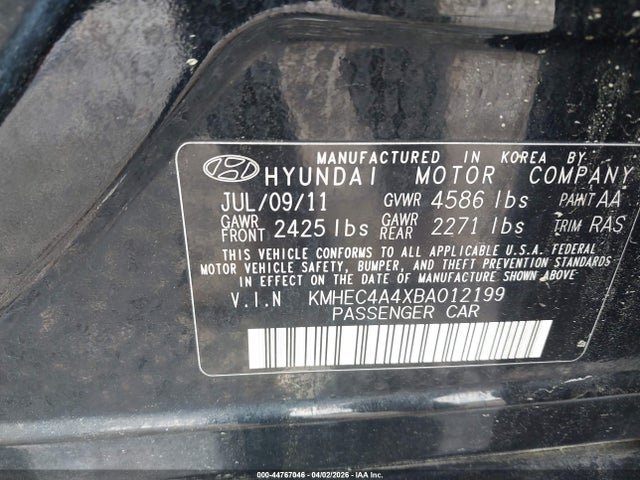 MANUFACTURED IN KOREA BY
HYUNDAI MOTOR COMPANY
JUL/09/11 GVWR 4586 lbs PAINT AA
GAWR FRONT 2425 lbs GAWR REAR 2271 lbs TRIM RAS
THIS VEHICLE CONFORMS TO ALL APPLICABLE U.S.A. FEDERAL
MOTOR VEHICLE SAFETY, BUMPER, AND THEFT PREVENTION STANDARDS
IN EFFECT ON THE DATE OF MANUFACTURE SHOWN ABOVE
V.I.N KMHEC4A4XBA012199
PASSENGER CAR
000-44767046 04/02/2026 IAAI.COM